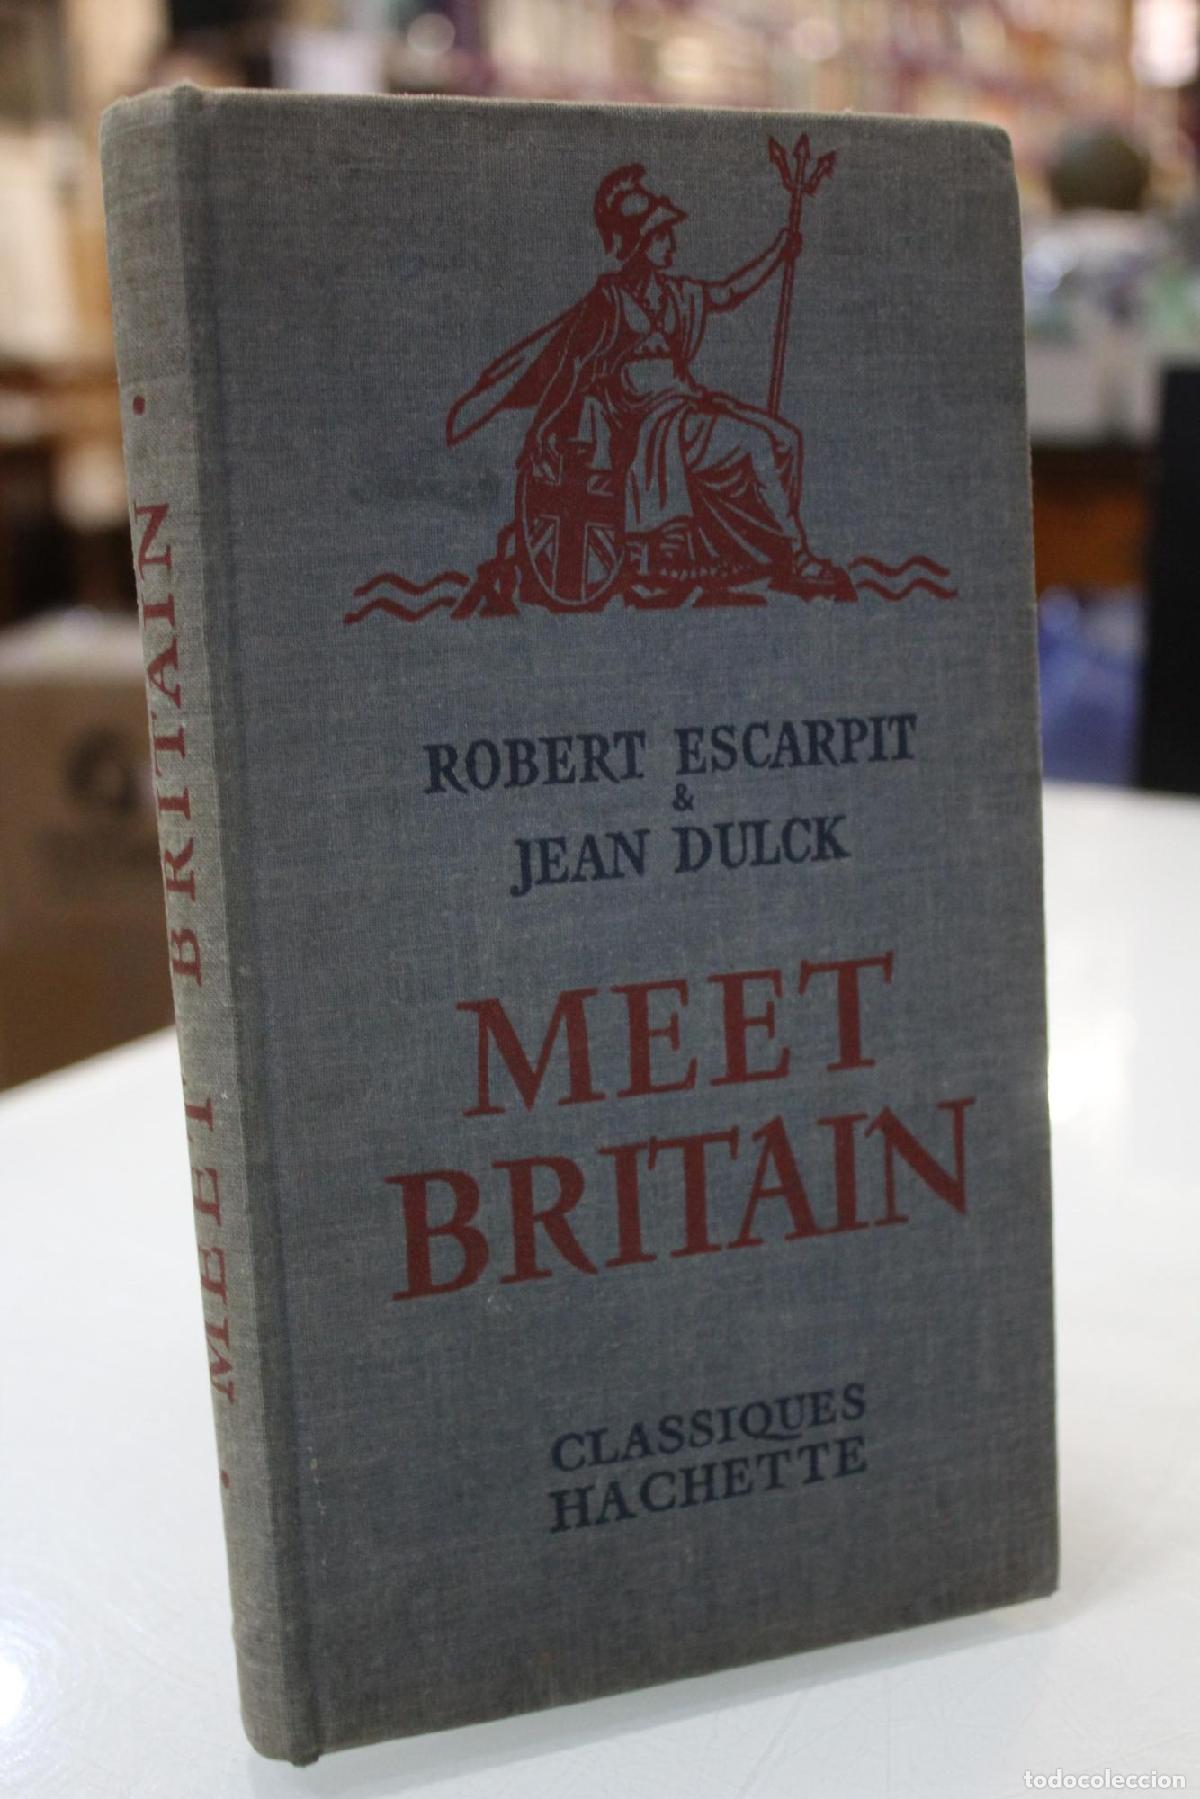 ROBERT ESCARPIT
&
JEAN DULCK
MEET
BRITAIN
CLASSIQUES
HACHETTE
· MEET BRITAIN ·
todocoleccion